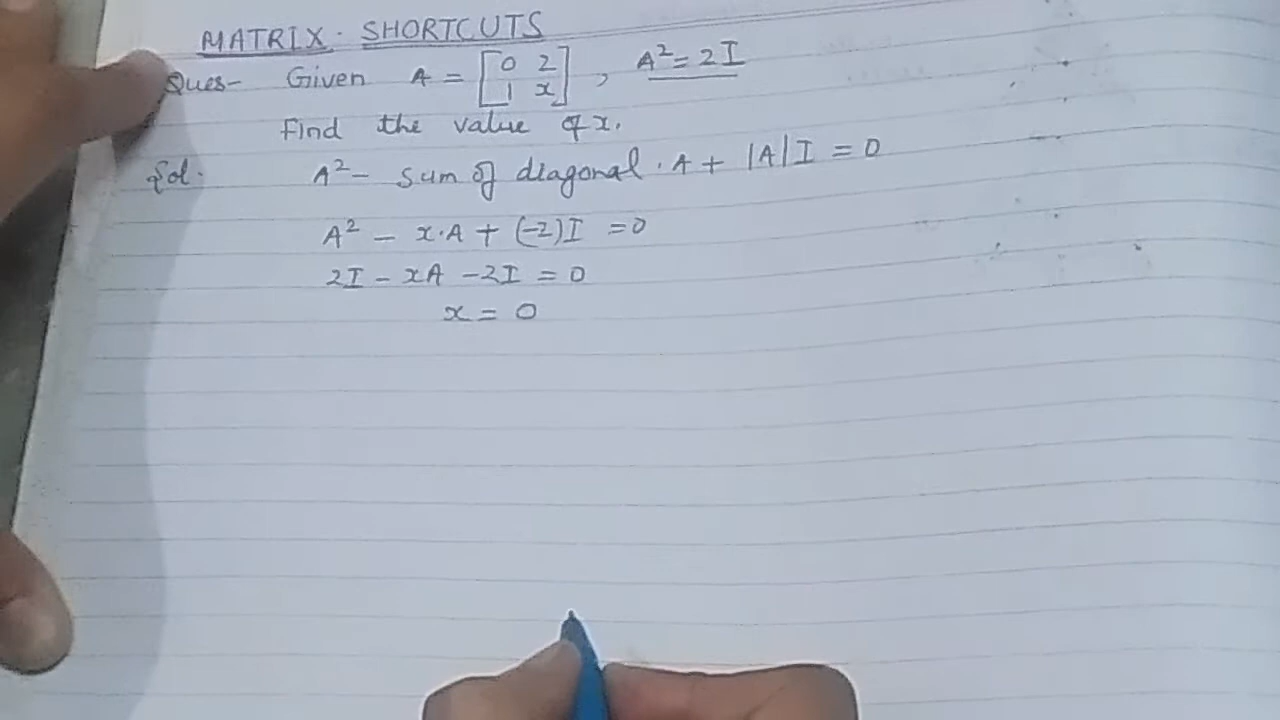 MATRIX. SHORTCUTS
Ques- Given A = [0 2 1 x] , A² = 2I
Find the value of x.
Sol. A² - sum of diagonal . A + |A| I = 0
A² - x.A + (-2)I = 0
2I - xA - 2I = 0
x = 0